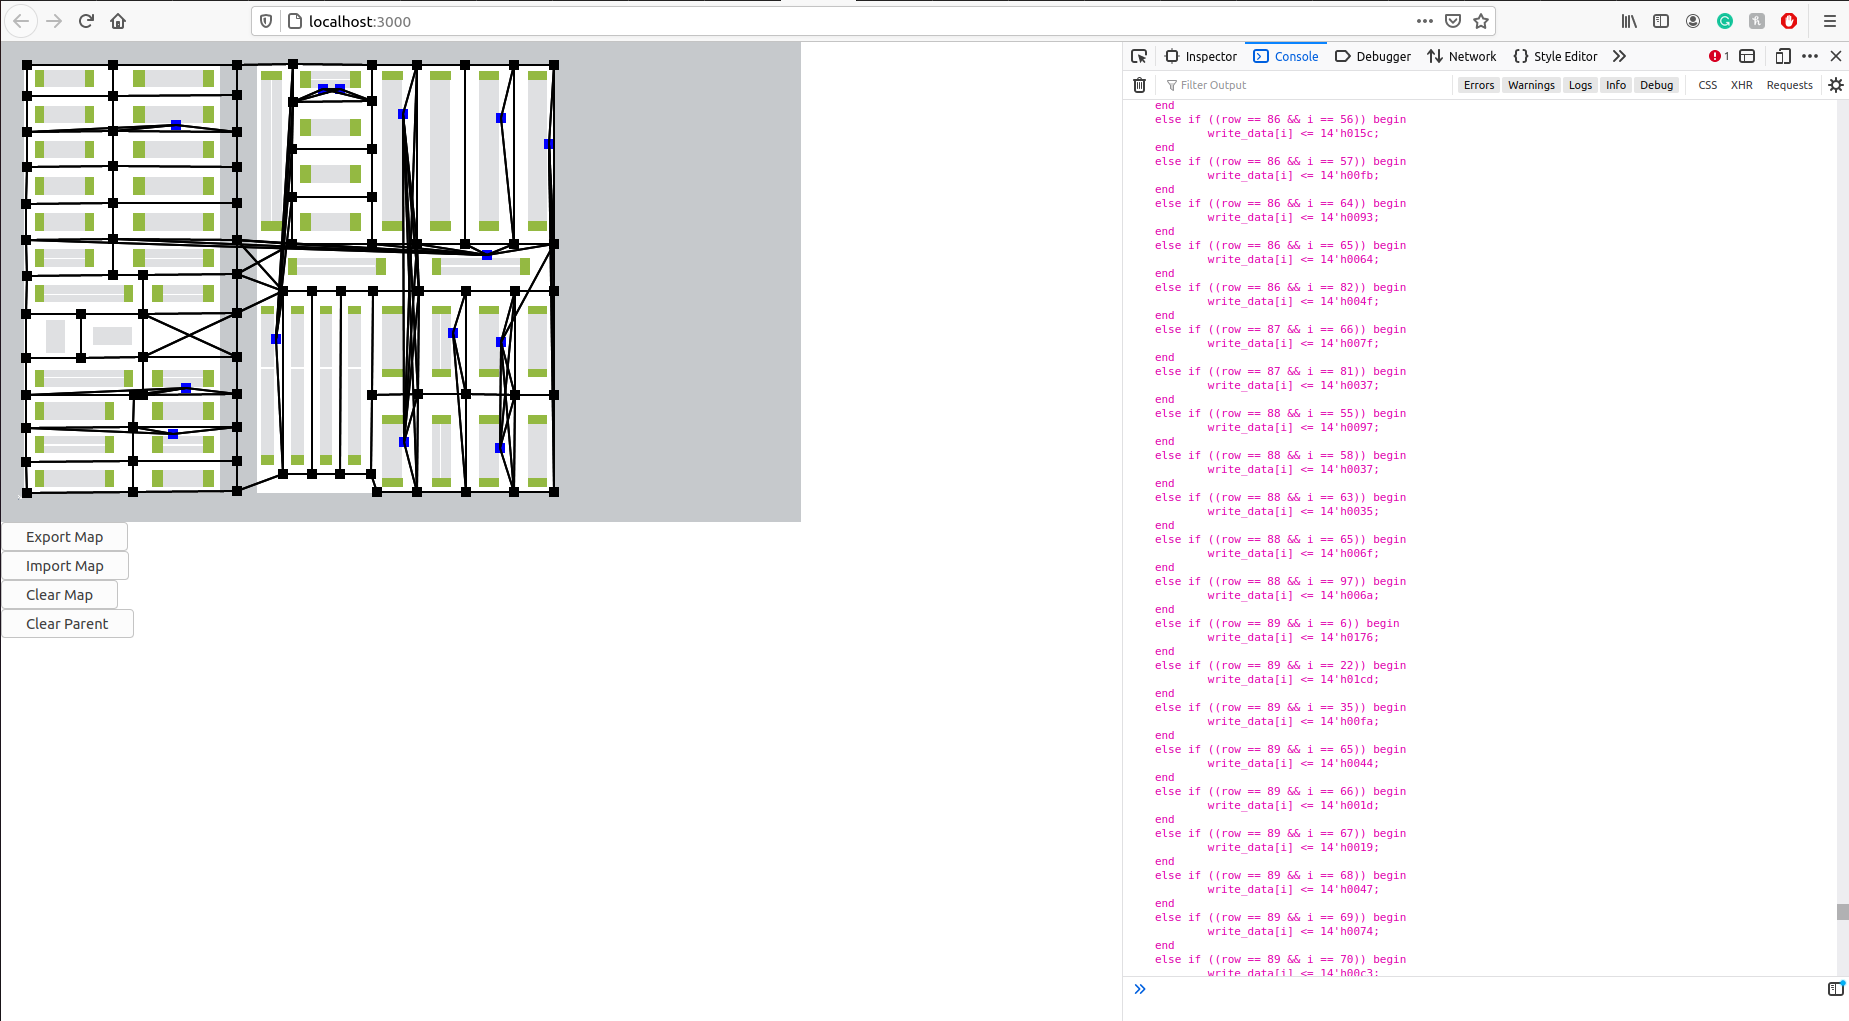 localhost:3000
Inspector Console Debugger Network Style Editor 1
Filter Output Errors Warnings Logs Info Debug CSS XHR Requests
end
else if ((row == 86 && i == 56)) begin
write_data[i] <= 14'h015c;
end
else if ((row == 86 && i == 57)) begin
write_data[i] <= 14'h00fb;
end
else if ((row == 86 && i == 64)) begin
write_data[i] <= 14'h0093;
end
else if ((row == 86 && i == 65)) begin
write_data[i] <= 14'h0064;
end
else if ((row == 86 && i == 82)) begin
write_data[i] <= 14'h004f;
end
else if ((row == 87 && i == 66)) begin
write_data[i] <= 14'h007f;
end
else if ((row == 87 && i == 81)) begin
write_data[i] <= 14'h0037;
end
else if ((row == 88 && i == 55)) begin
write_data[i] <= 14'h0097;
end
else if ((row == 88 && i == 58)) begin
write_data[i] <= 14'h0037;
end
else if ((row == 88 && i == 63)) begin
write_data[i] <= 14'h0035;
end
else if ((row == 88 && i == 65)) begin
write_data[i] <= 14'h006f;
end
else if ((row == 88 && i == 97)) begin
write_data[i] <= 14'h006a;
end
else if ((row == 89 && i == 6)) begin
write_data[i] <= 14'h0176;
end
else if ((row == 89 && i == 22)) begin
write_data[i] <= 14'h01cd;
end
else if ((row == 89 && i == 35)) begin
write_data[i] <= 14'h00fa;
end
else if ((row == 89 && i == 65)) begin
write_data[i] <= 14'h0044;
end
else if ((row == 89 && i == 66)) begin
write_data[i] <= 14'h001d;
end
else if ((row == 89 && i == 67)) begin
write_data[i] <= 14'h0019;
end
else if ((row == 89 && i == 68)) begin
write_data[i] <= 14'h0047;
end
else if ((row == 89 && i == 69)) begin
write_data[i] <= 14'h0074;
end
else if ((row == 89 && i == 70)) begin
write_data[i] <= 14'h00c3;
Export Map
Import Map
Clear Map
Clear Parent